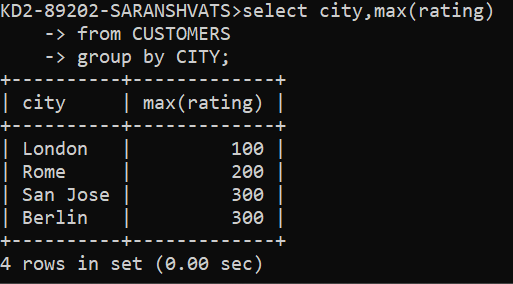 KD2-89202-SARANSHVATS>select city,max(rating)
    -> from CUSTOMERS
    -> group by CITY;
+----------+-------------+
| city     | max(rating) |
+----------+-------------+
| London   |         100 |
| Rome     |         200 |
| San Jose |         300 |
| Berlin   |         300 |
+----------+-------------+
4 rows in set (0.00 sec)